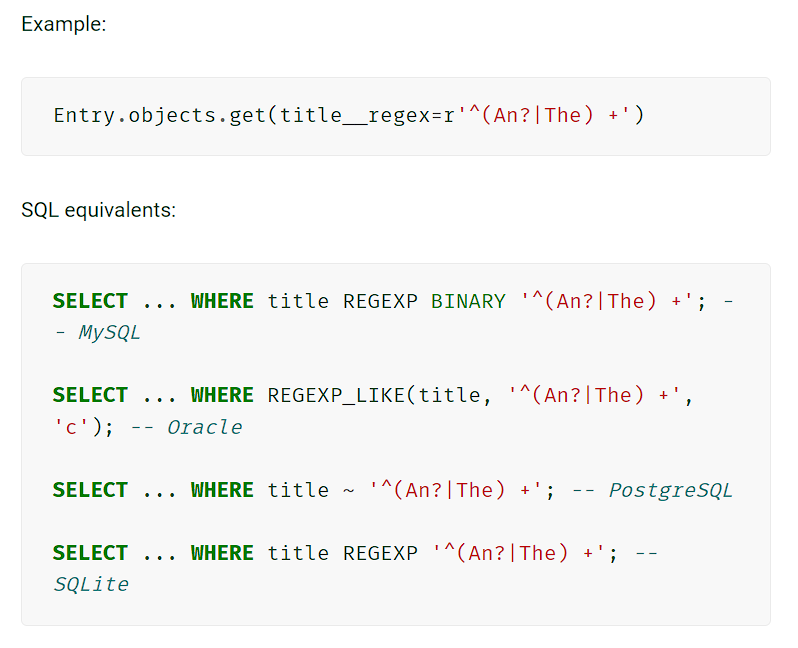 Example:
Entry.objects.get(title__regex=r'^(An?|The) +')
SQL equivalents:
SELECT ... WHERE title REGEXP BINARY '^(An?|The) +'; -
- MySQL
SELECT ... WHERE REGEXP_LIKE(title, '^(An?|The) +',
'c'); -- Oracle
SELECT ... WHERE title ~ '^(An?|The) +'; -- PostgreSQL
SELECT ... WHERE title REGEXP '^(An?|The) +'; --
SQLite